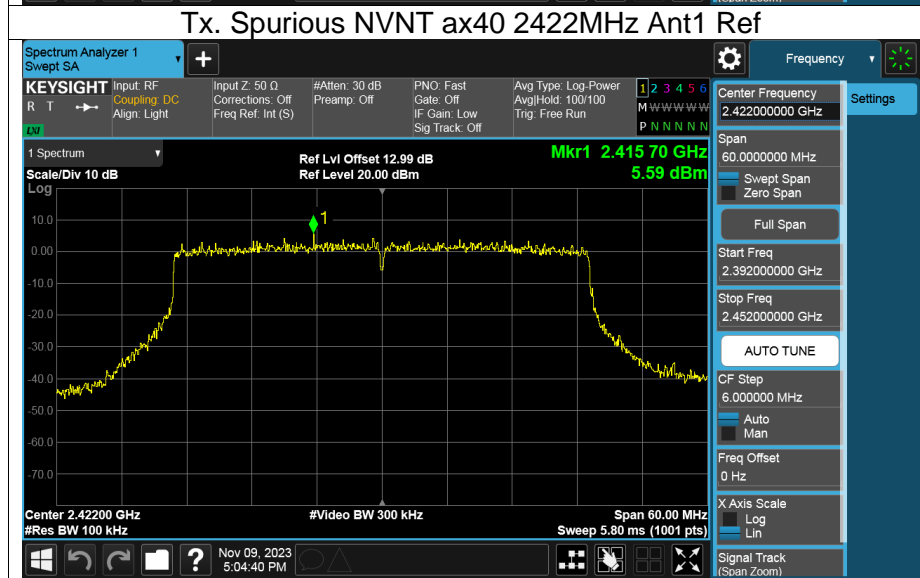 (Span Zoom)
Tx. Spurious NVNT ax40 2422MHz Ant1 Ref
Spectrum Analyzer 1
Swept SA
Frequency
KEYSIGHT
R T
LXI
Input: RF
Coupling: DC
Align: Light
Input Z: 50 Ω
Corrections: Off
Freq Ref: Int (S)
#Atten: 30 dB
Preamp: Off
PNO: Fast
Gate: Off
IF Gain: Low
Sig Track: Off
Avg Type: Log-Power
Avg|Hold: 100/100
Trig: Free Run
1 2 3 4 5 6
M W W W W W
P N N N N N
1 Spectrum
Scale/Div 10 dB
Ref Lvl Offset 12.99 dB
Ref Level 20.00 dBm
Mkr1 2.415 70 GHz
5.59 dBm
Log
1
10.0
0.00
-10.0
-20.0
-30.0
-40.0
-50.0
-60.0
-70.0
Center 2.42200 GHz
#Res BW 100 kHz
#Video BW 300 kHz
Span 60.00 MHz
Sweep 5.80 ms (1001 pts)
Nov 09, 2023
5:04:40 PM
Center Frequency
2.422000000 GHz
Settings
Span
60.0000000 MHz
Swept Span
Zero Span
Full Span
Start Freq
2.392000000 GHz
Stop Freq
2.452000000 GHz
AUTO TUNE
CF Step
6.000000 MHz
Auto
Man
Freq Offset
0 Hz
X Axis Scale
Log
Lin
Signal Track
(Span Zoom)